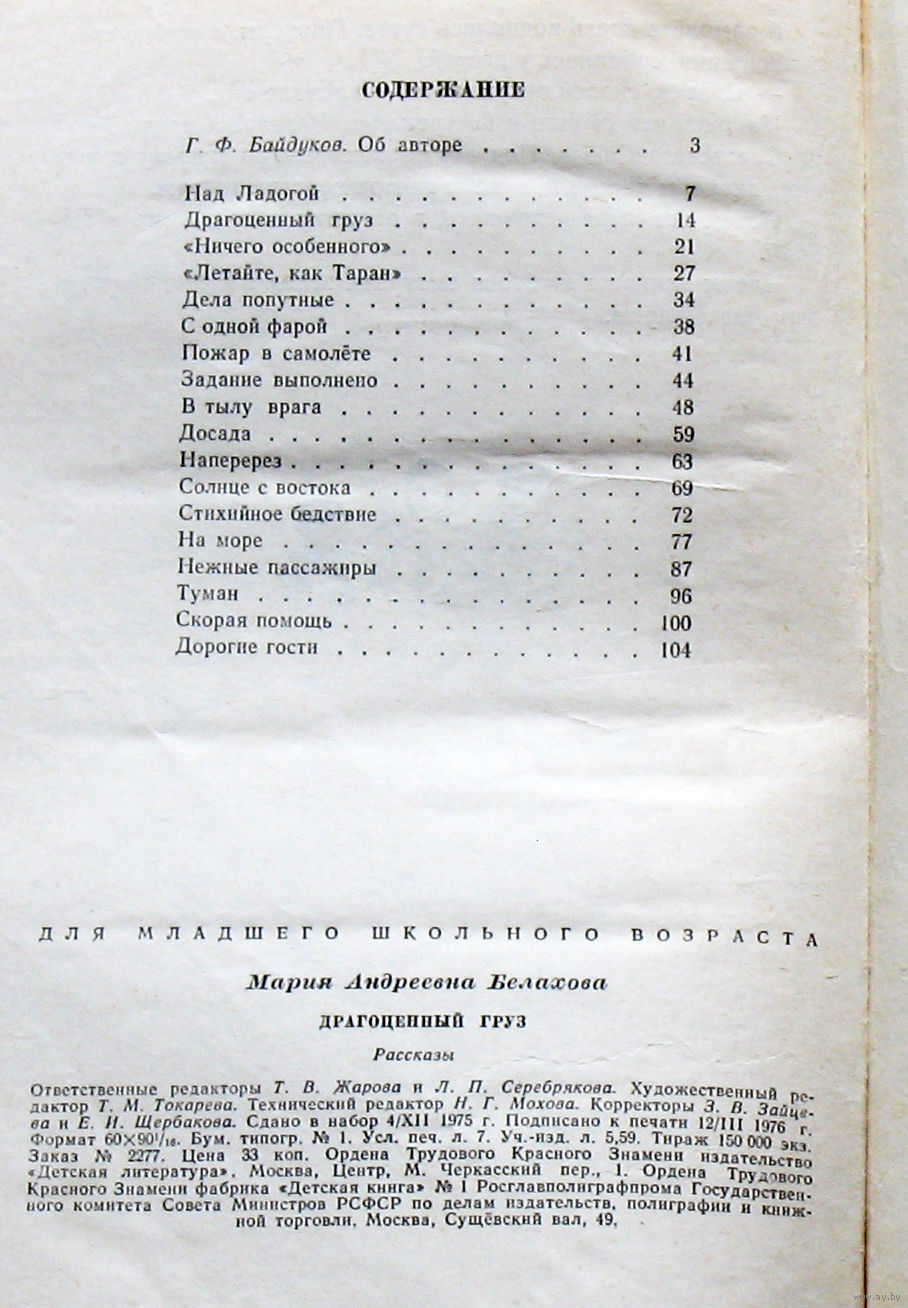 СОДЕРЖАНИЕ
Г. Ф. Байдуков. Об авторе . . . . . . . 3
Над Ладогой . . . . . . . . . . . . 7
Драгоценный груз . . . . . . . . . . 14
«Ничего особенного» . . . . . . . . . . 21
«Летайте, как Таран» . . . . . . . . . 27
Дела попутные . . . . . . . . . . . . 34
С одной фарой . . . . . . . . . . . . 38
Пожар в самолёте . . . . . . . . . . 41
Задание выполнено . . . . . . . . . . 44
В тылу врага . . . . . . . . . . . . 48
Досада . . . . . . . . . . . . . . . 59
Наперерез . . . . . . . . . . . . . . 63
Солнце с востока . . . . . . . . . . . 69
Стихийное бедствие . . . . . . . . . . 72
На море . . . . . . . . . . . . . . 77
Нежные пассажиры . . . . . . . . . . 87
Туман . . . . . . . . . . . . . . . 96
Скорая помощь . . . . . . . . . . . . 100
Дорогие гости . . . . . . . . . . . . 104
ДЛЯ МЛАДШЕГО ШКОЛЬНОГО ВОЗРАСТА
Мария Андреевна Белахова
ДРАГОЦЕННЫЙ ГРУЗ
Рассказы
Ответственные редакторы Т. В. Жарова и Л. П. Серебрякова. Художественный ре-
дактор Т. М. Токарева. Технический редактор Н. Г. Мохова. Корректоры З. В. Зайце-
ва и Е. И. Щербакова. Сдано в набор 4/XII 1975 г. Подписано к печати 12/III 1976 г.
Формат 60×90¹/₁₆. Бум. типогр. № 1. Усл. печ. л. 7. Уч.-изд. л. 5,59. Тираж 150 000 экз.
Заказ № 2277. Цена 33 коп. Ордена Трудового Красного Знамени издательство
«Детская литература». Москва, Центр, М. Черкасский пер., 1. Ордена Трудового
Красного Знамени фабрика «Детская книга» № 1 Росглавполиграфпрома Государствен-
ного комитета Совета Министров РСФСР по делам издательств, полиграфии и книж-
ной торговли. Москва, Сущёвский вал, 49.
www.ay.by